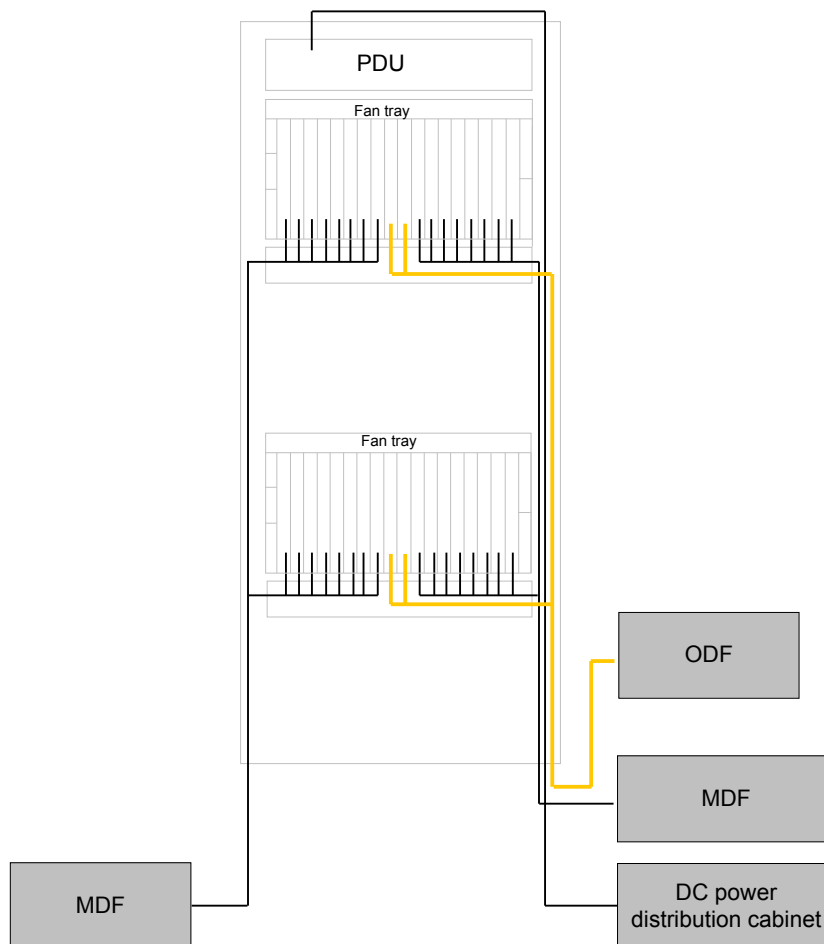 PDU
Fan tray
Fan tray
ODF
MDF
MDF
DC power
distribution cabinet